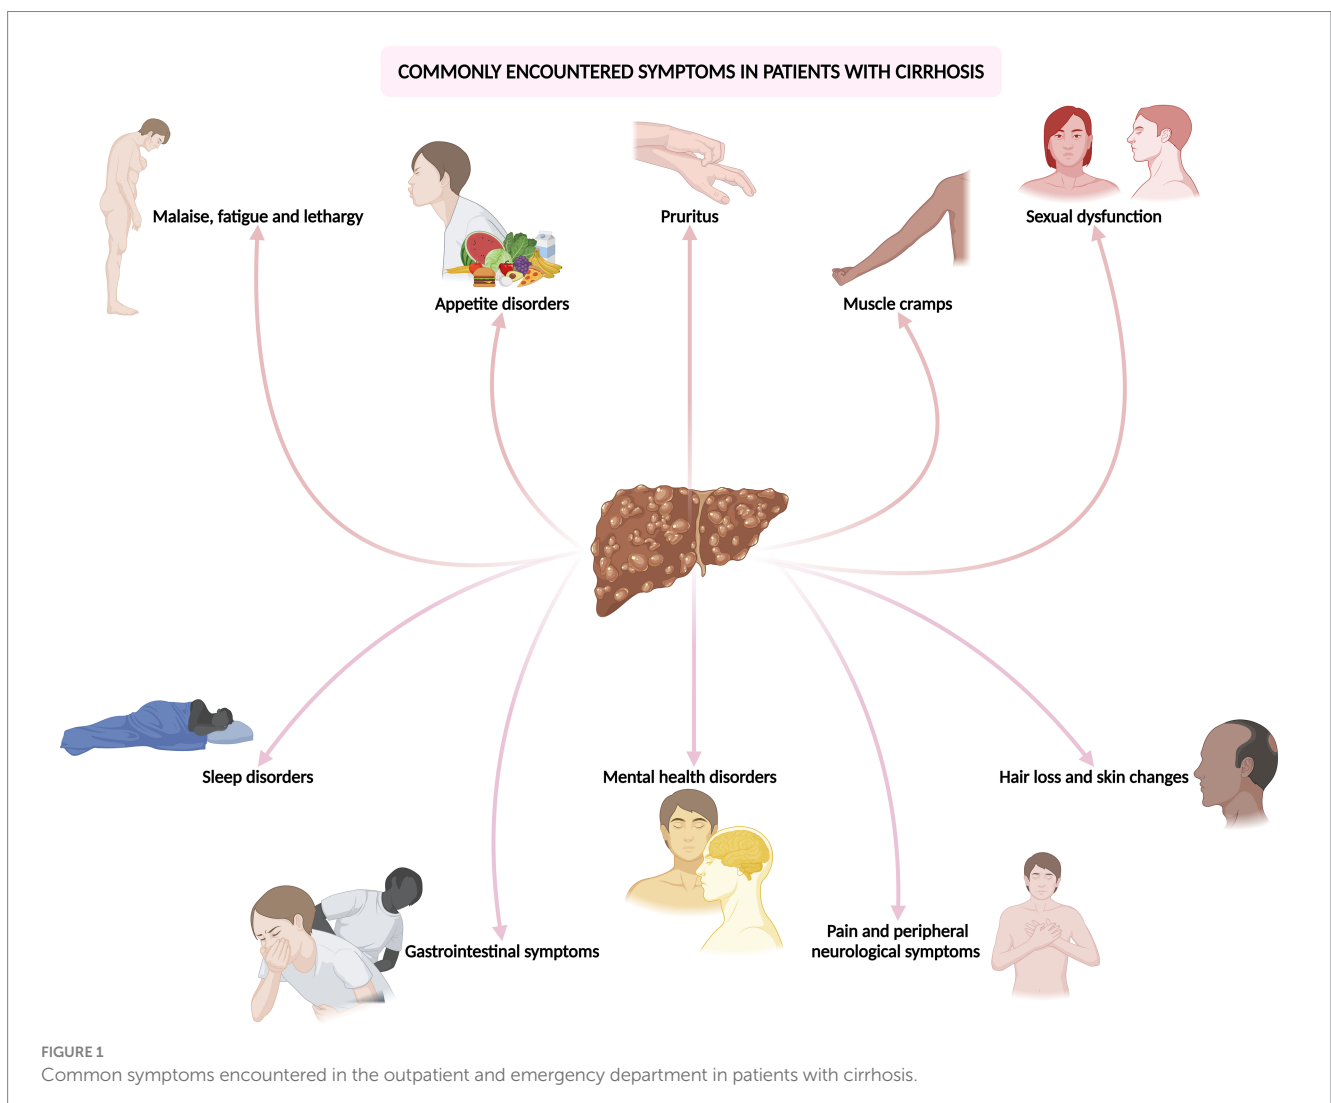 COMMONLY ENCOUNTERED SYMPTOMS IN PATIENTS WITH CIRRHOSIS
Malaise, fatigue and lethargy
Appetite disorders
Pruritus
Muscle cramps
Sexual dysfunction
Sleep disorders
Gastrointestinal symptoms
Mental health disorders
Pain and peripheral
neurological symptoms
Hair loss and skin changes
FIGURE 1
Common symptoms encountered in the outpatient and emergency department in patients with cirrhosis.